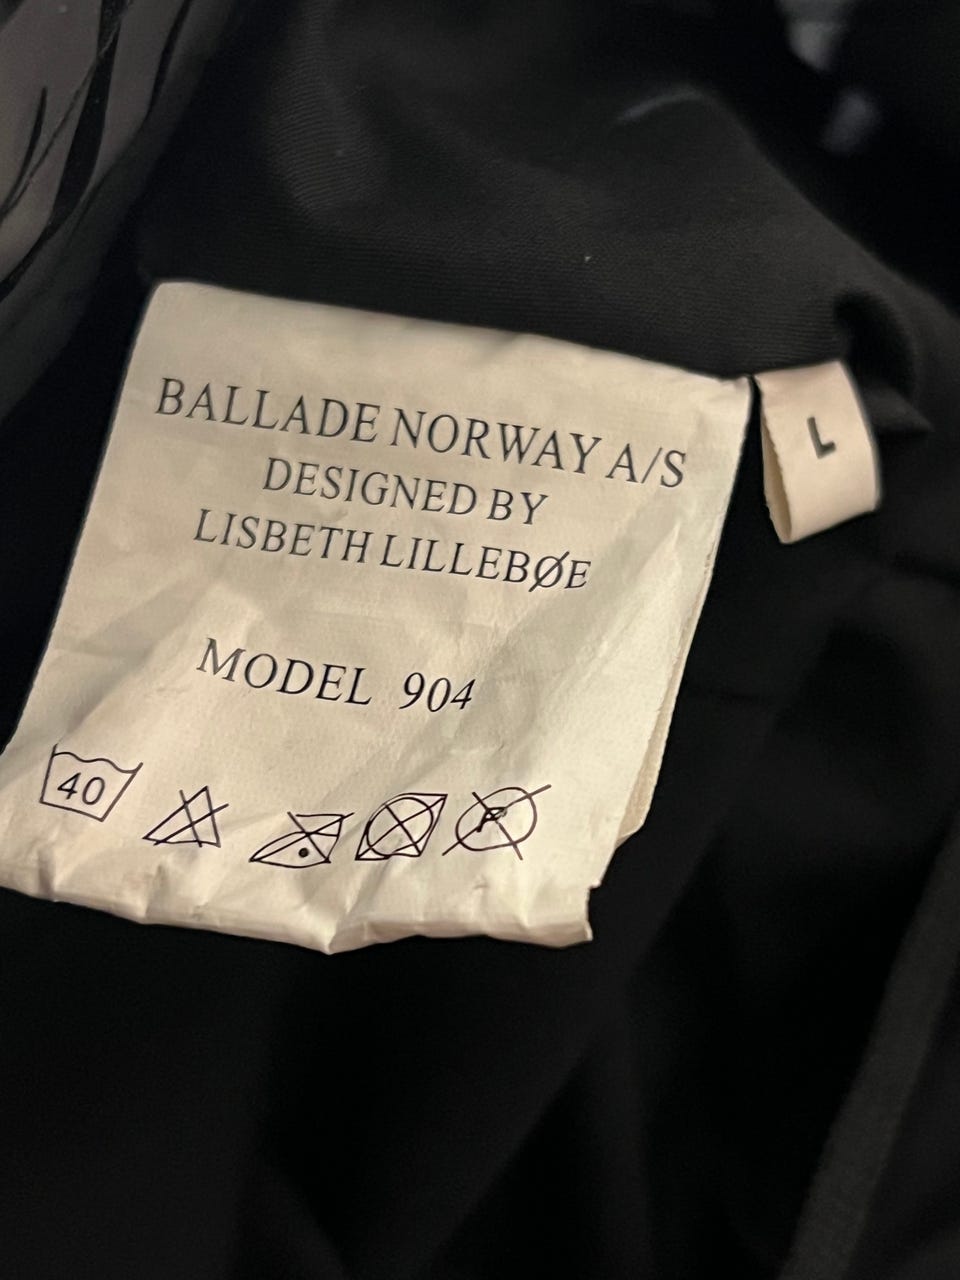 BALLADE NORWAY A/S
DESIGNED BY
LISBETH LILLEBØE
MODEL 904
40
P
L